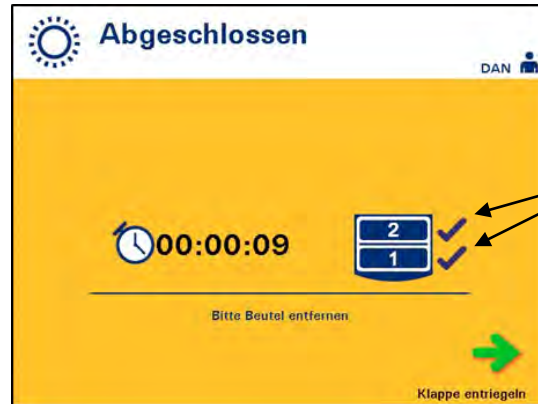 Abgeschlossen
DAN
00:00:09
2
1
Bitte Beutel entfernen
Klappe entriegeln